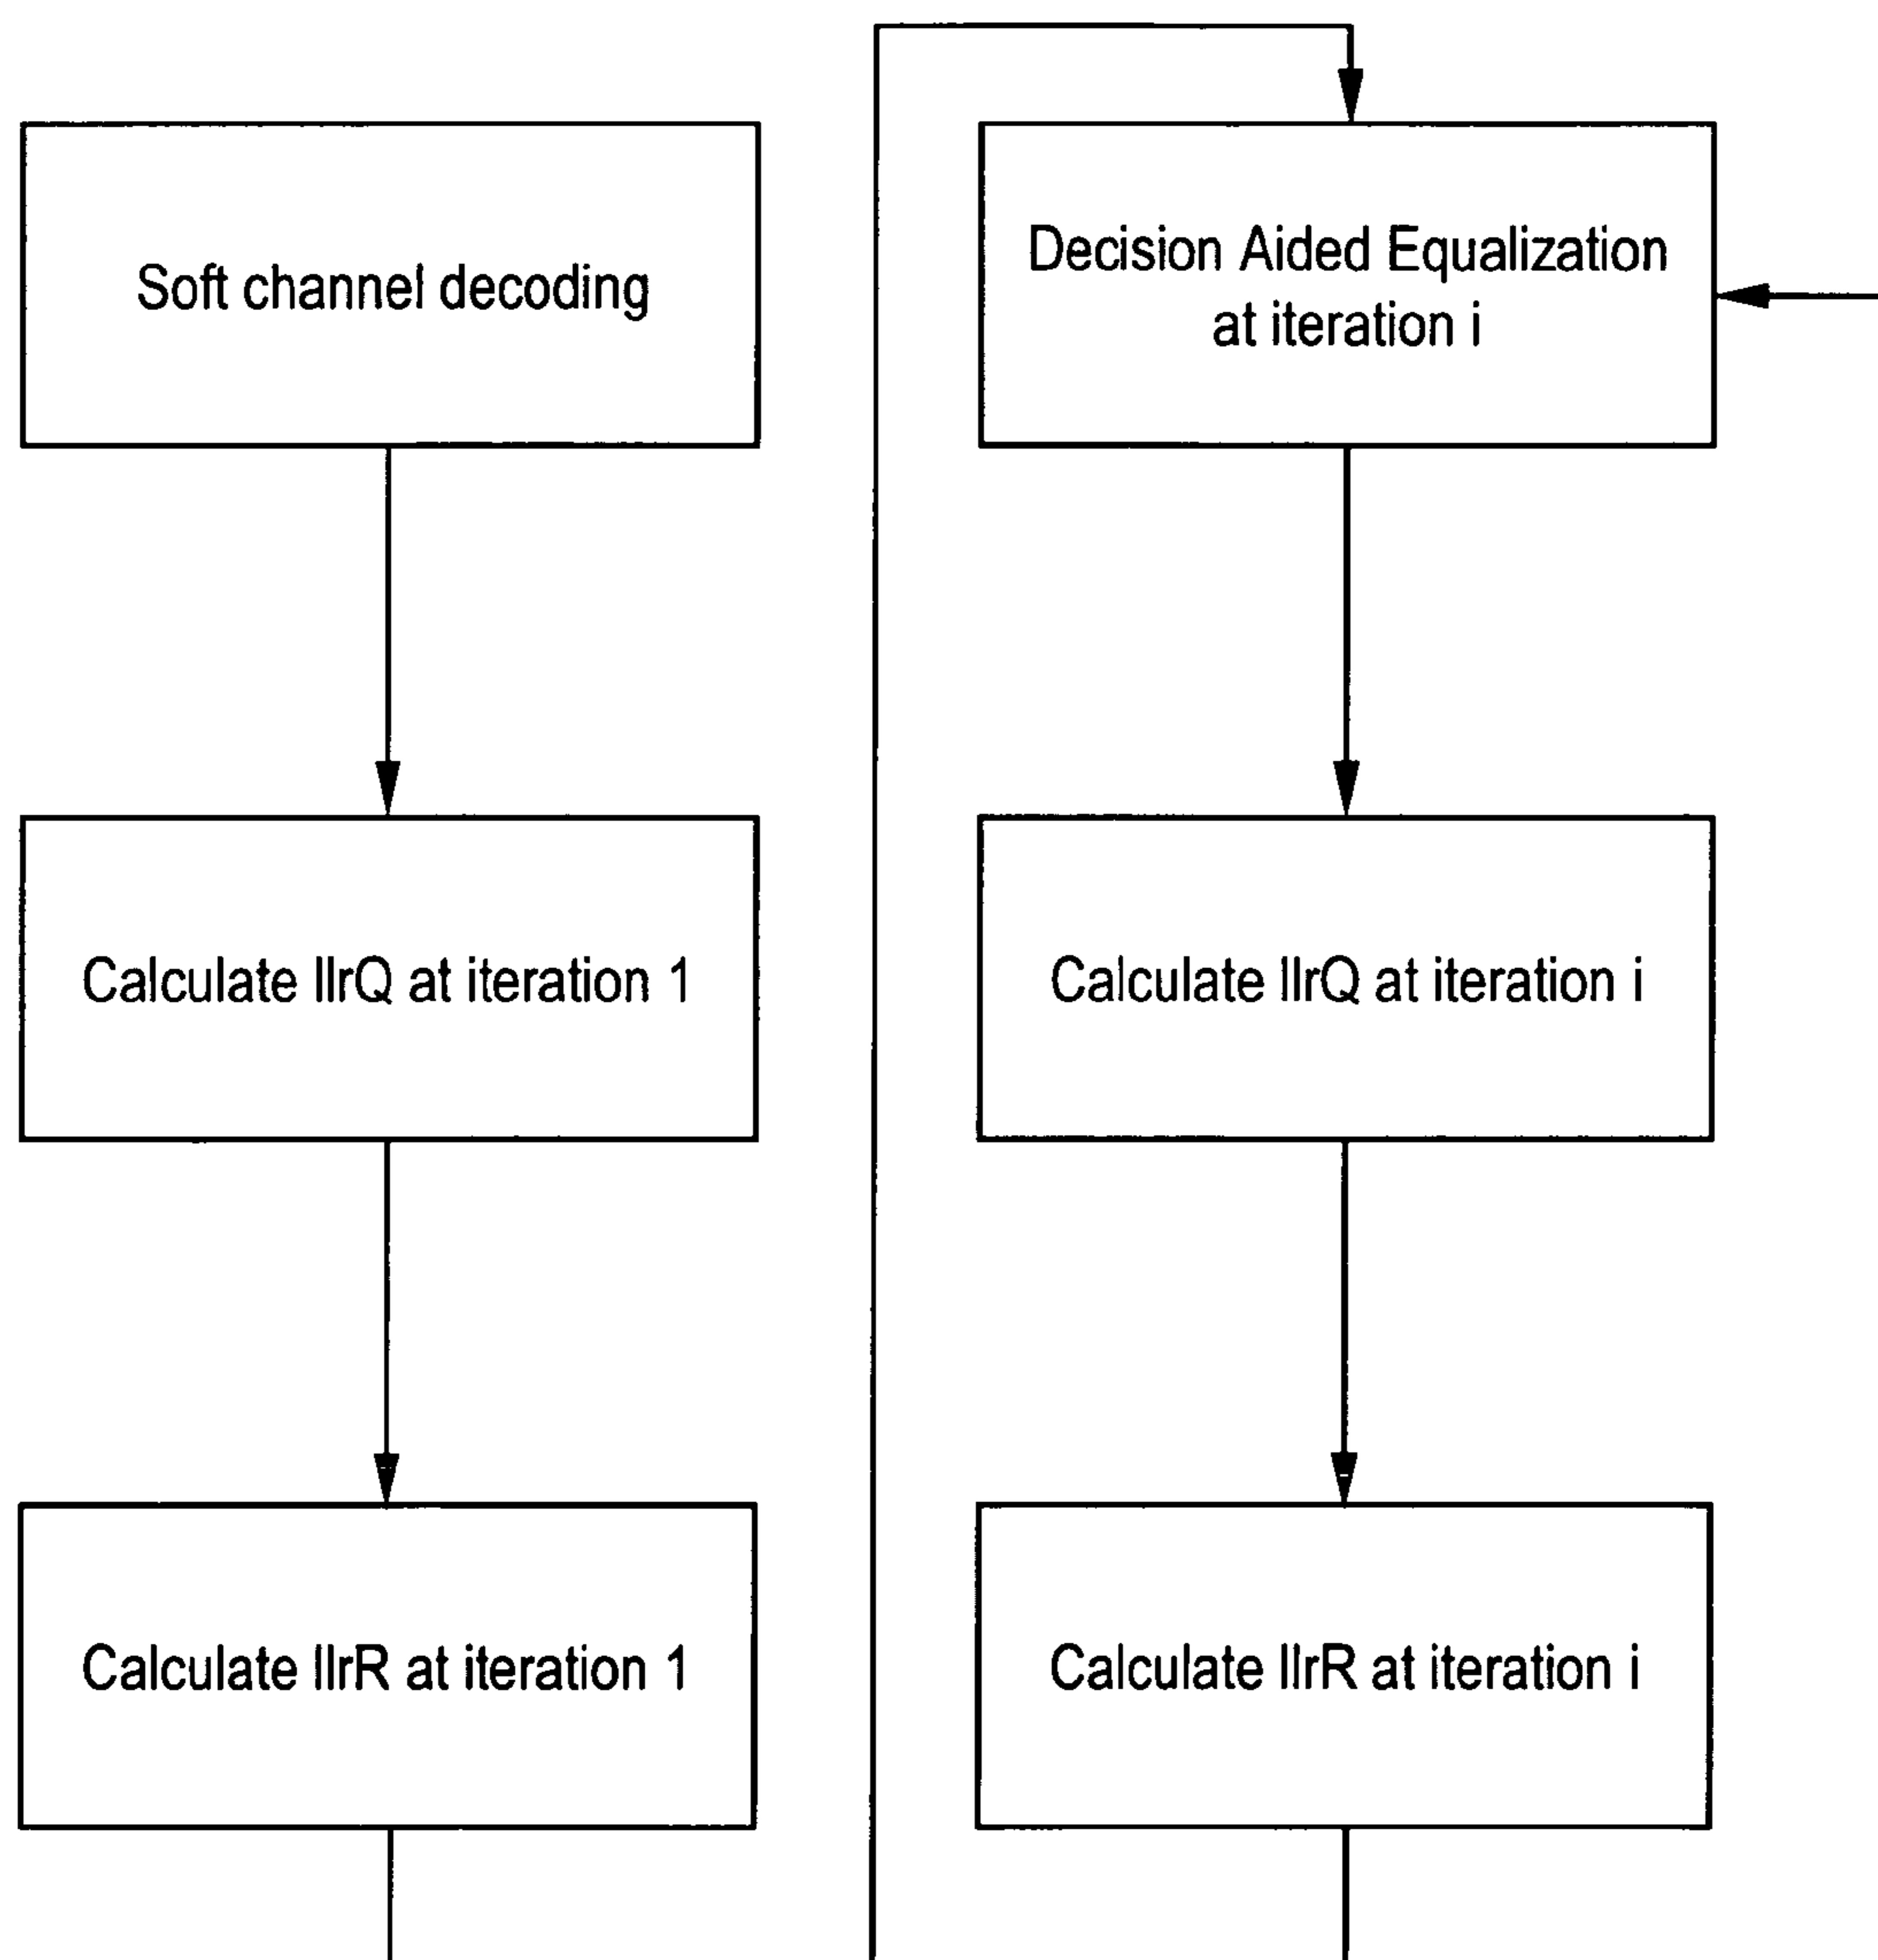 Soft channel decoding
Calculate llrQ at iteration 1
Calculate llrR at iteration 1
Decision Aided Equalization
at iteration i
Calculate llrQ at iteration i
Calculate llrR at iteration i